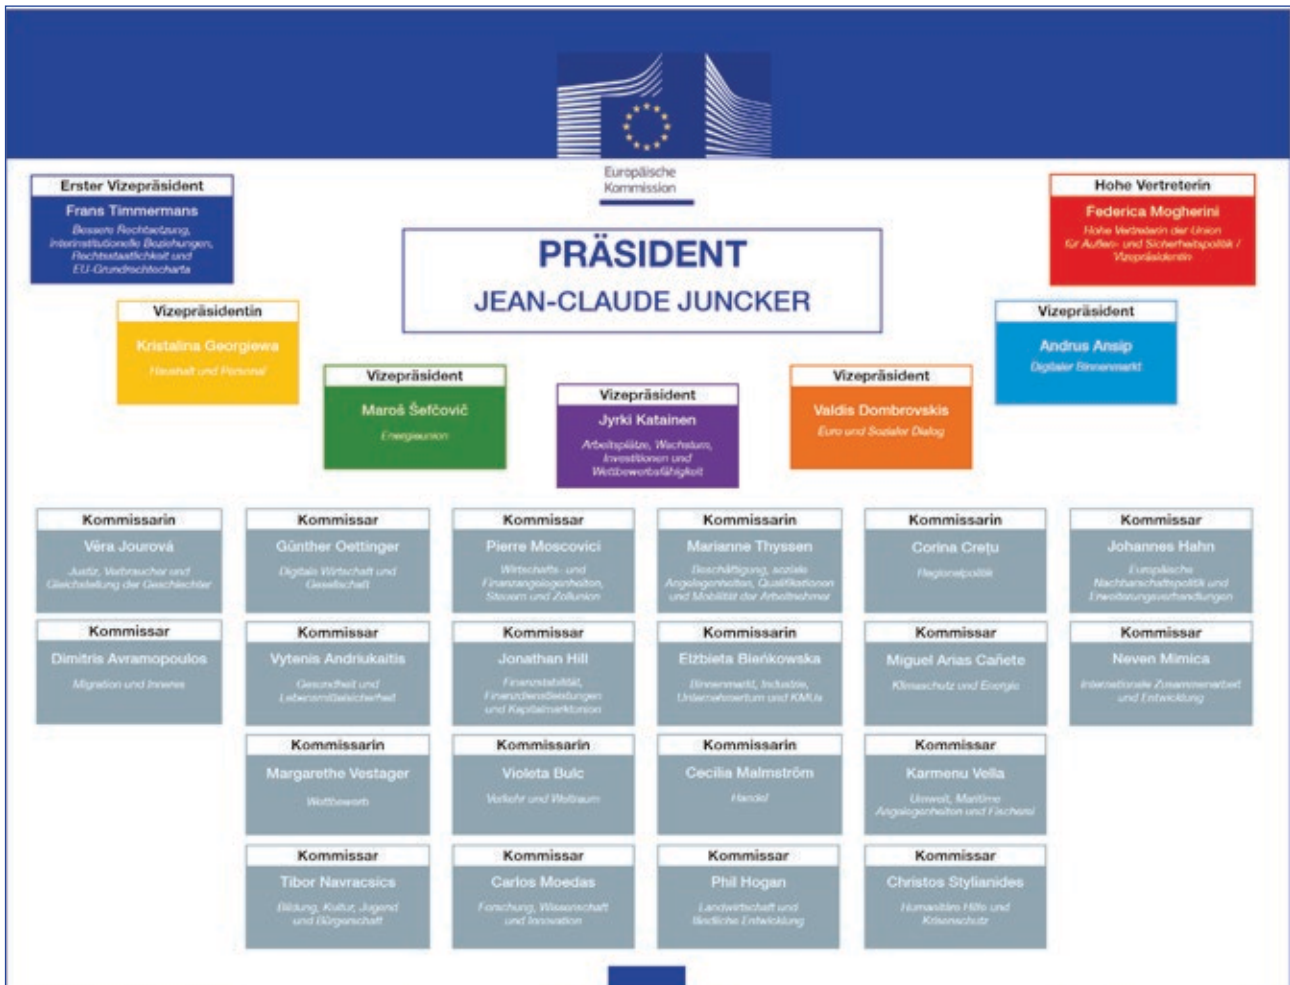 Europäische
Kommission
Erster Vizepräsident
Frans Timmermans
Bessere Rechtsetzung,
interinstitutionelle Beziehungen,
Rechtsstaatlichkeit und
EU-Grundrechtecharta
PRÄSIDENT
JEAN-CLAUDE JUNCKER
Hohe Vertreterin
Federica Mogherini
Hohe Vertreterin der Union
für Außen- und Sicherheitspolitik /
Vizepräsidentin
Vizepräsidentin
Kristalina Georgiewa
Haushalt und Personal
Vizepräsident
Maroš Šefčovič
Energieunion
Vizepräsident
Jyrki Katainen
Arbeitsplätze, Wachstum,
Investitionen und
Wettbewerbsfähigkeit
Vizepräsident
Valdis Dombrovskis
Euro und Sozialer Dialog
Vizepräsident
Andrus Ansip
Digitaler Binnenmarkt
Kommissarin
Věra Jourová
Justiz, Verbraucher und
Gleichstellung der Geschlechter
Kommissar
Günther Oettinger
Digitale Wirtschaft und
Gesellschaft
Kommissar
Pierre Moscovici
Wirtschafts- und
Finanzangelegenheiten,
Steuern und Zollunion
Kommissarin
Marianne Thyssen
Beschäftigung, soziale
Angelegenheiten, Qualifikationen
und Mobilität der Arbeitnehmer
Kommissarin
Corina Crețu
Regionalpolitik
Kommissar
Johannes Hahn
Europäische
Nachbarschaftspolitik und
Erweiterungsverhandlungen
Kommissar
Dimitris Avramopoulos
Migration und Inneres
Kommissar
Vytenis Andriukaitis
Gesundheit und
Lebensmittelsicherheit
Kommissar
Jonathan Hill
Finanzstabilität,
Finanzdienstleistungen
und Kapitalmarktunion
Kommissarin
Elżbieta Bieńkowska
Binnenmarkt, Industrie,
Unternehmertum und KMUs
Kommissar
Miguel Arias Cañete
Klimaschutz und Energie
Kommissar
Neven Mimica
Internationale Zusammenarbeit
und Entwicklung
Kommissarin
Margarethe Vestager
Wettbewerb
Kommissarin
Violeta Bulc
Verkehr und Weltraum
Kommissarin
Cecilia Malmström
Handel
Kommissar
Karmenu Vella
Umwelt, Maritime
Angelegenheiten und Fischerei
Kommissar
Tibor Navracsics
Bildung, Kultur, Jugend
und Bürgerschaft
Kommissar
Carlos Moedas
Forschung, Wissenschaft
und Innovation
Kommissar
Phil Hogan
Landwirtschaft und
ländliche Entwicklung
Kommissar
Christos Stylianides
Humanitäre Hilfe und
Krisenschutz